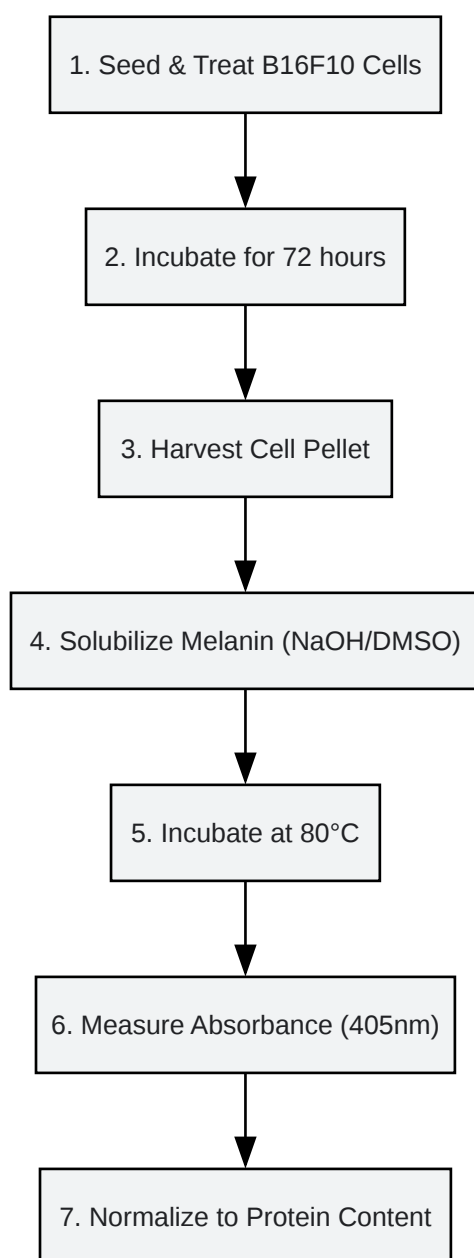 1. Seed & Treat B16F10 Cells
2. Incubate for 72 hours
3. Harvest Cell Pellet
4. Solubilize Melanin (NaOH/DMSO)
5. Incubate at 80°C
6. Measure Absorbance (405nm)
7. Normalize to Protein Content